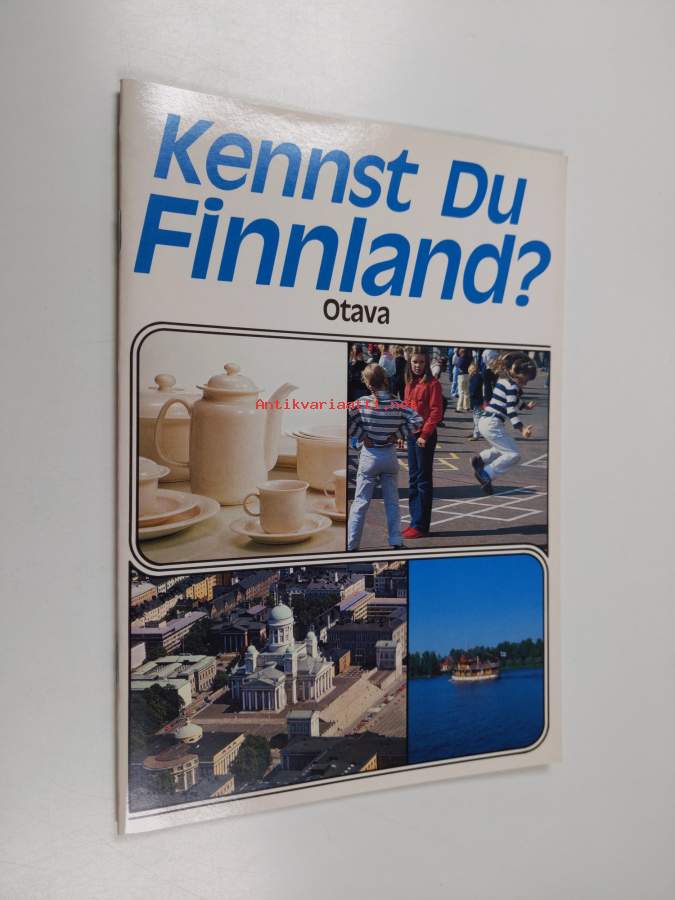 Kennst Du
Finnland?
Otava
Antikvariaatti.net